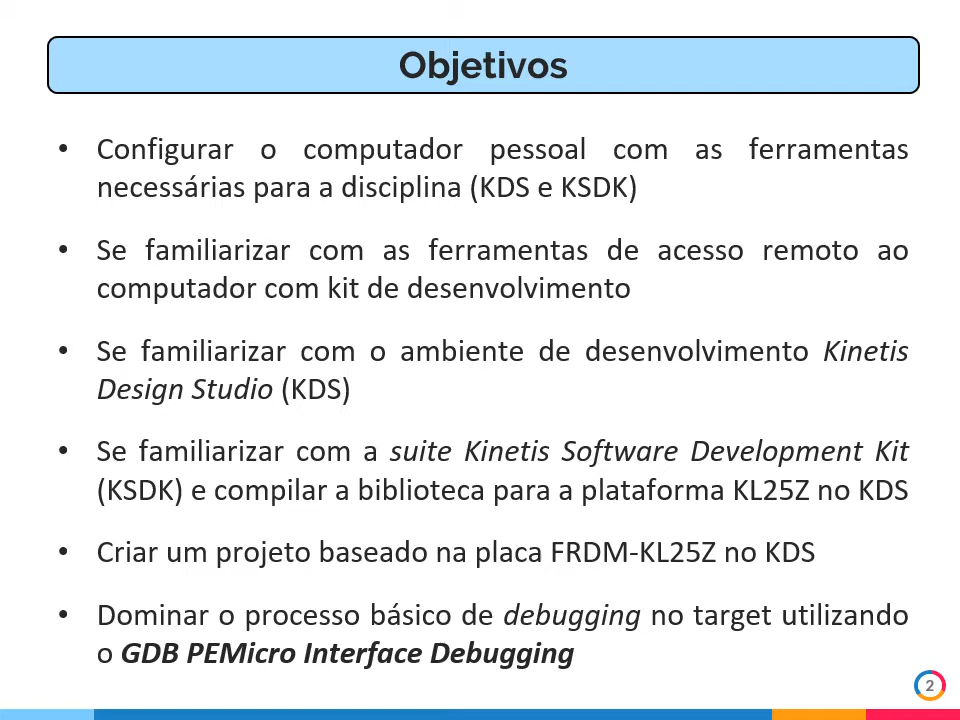 Objetivos
• Configurar o computador pessoal com as ferramentas
necessárias para a disciplina (KDS e KSDK)
• Se familiarizar com as ferramentas de acesso remoto ao
computador com kit de desenvolvimento
• Se familiarizar com o ambiente de desenvolvimento Kinetis
Design Studio (KDS)
• Se familiarizar com a suite Kinetis Software Development Kit
(KSDK) e compilar a biblioteca para a plataforma KL25Z no KDS
• Criar um projeto baseado na placa FRDM-KL25Z no KDS
• Dominar o processo básico de debugging no target utilizando
o GDB PEMicro Interface Debugging
2